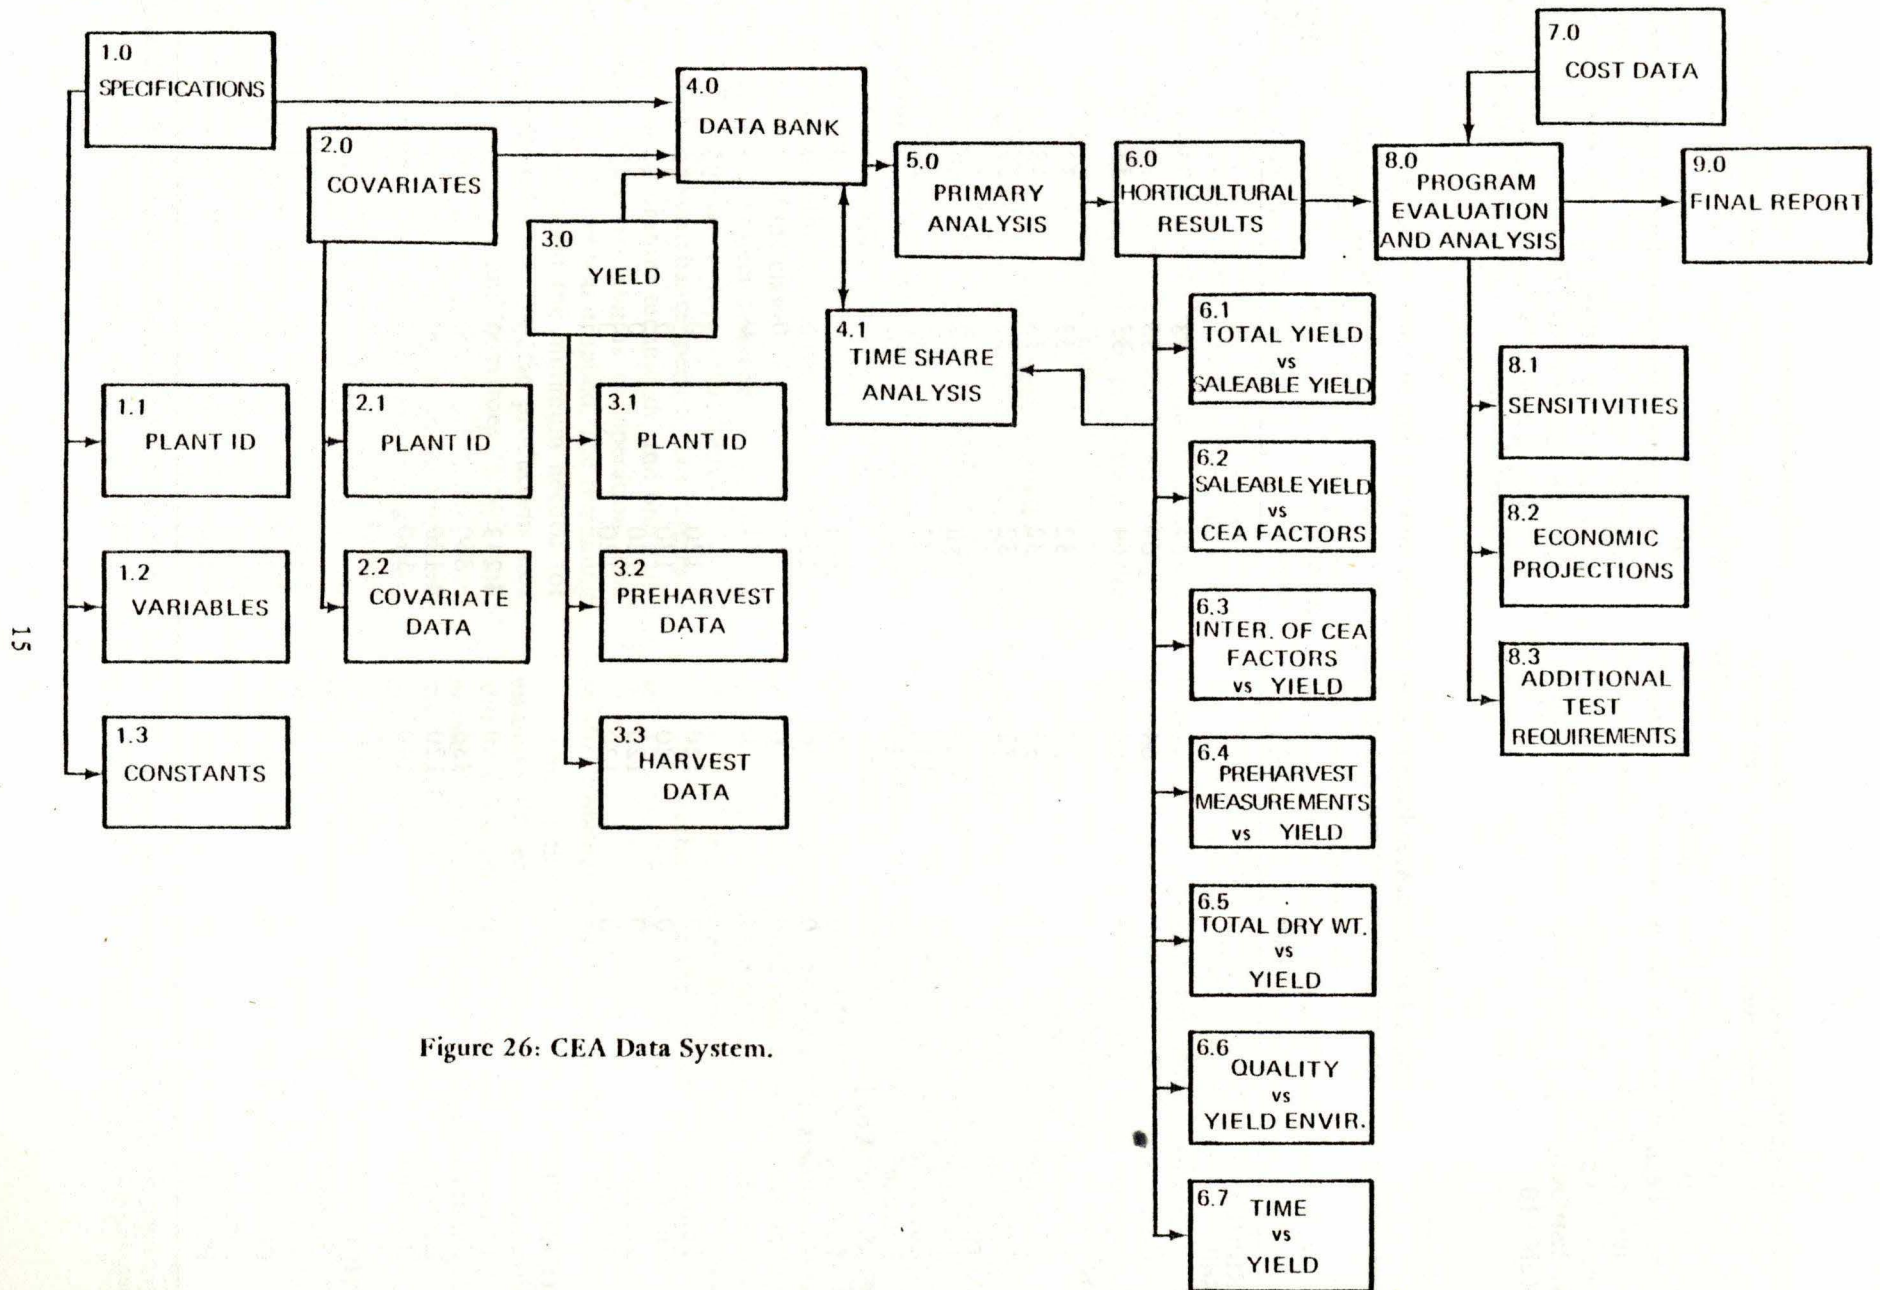 1.0
SPECIFICATIONS
2.0
COVARIATES
3.0
YIELD
4.0
DATA BANK
4.1
TIME SHARE
ANALYSIS
5.0
PRIMARY
ANALYSIS
6.0
HORTICULTURAL
RESULTS
7.0
COST DATA
8.0
PROGRAM
EVALUATION
AND ANALYSIS
9.0
FINAL REPORT
1.1
PLANT ID
1.2
VARIABLES
1.3
CONSTANTS
2.1
PLANT ID
2.2
COVARIATE
DATA
3.1
PLANT ID
3.2
PREHARVEST
DATA
3.3
HARVEST
DATA
6.1
TOTAL YIELD
vs
SALEABLE YIELD
6.2
SALEABLE YIELD
vs
CEA FACTORS
6.3
INTER. OF CEA
FACTORS
vs YIELD
6.4
PREHARVEST
MEASUREMENTS
vs YIELD
6.5
TOTAL DRY WT.
vs
YIELD
6.6
QUALITY
vs
YIELD ENVIR.
6.7
TIME
vs
YIELD
8.1
SENSITIVITIES
8.2
ECONOMIC
PROJECTIONS
8.3
ADDITIONAL
TEST
REQUIREMENTS
15
Figure 26: CEA Data System.